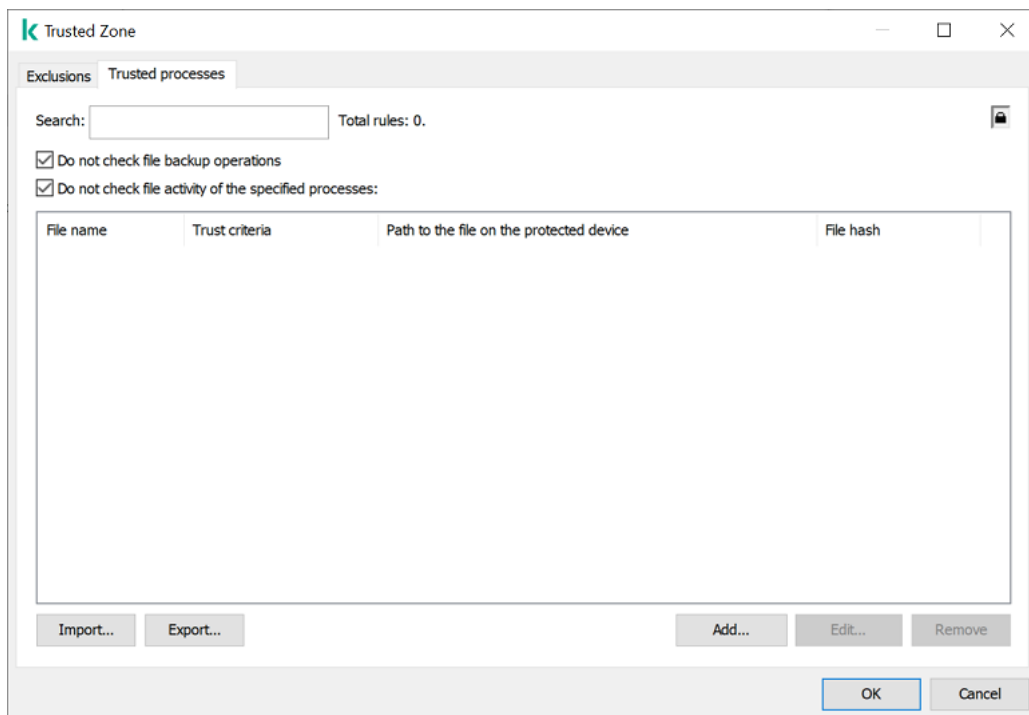 Trusted Zone
Exclusions Trusted processes
Search: Total rules: 0.
Do not check file backup operations
Do not check file activity of the specified processes:
File name Trust criteria Path to the file on the protected device File hash
Import... Export... Add... Edit... Remove
OK Cancel